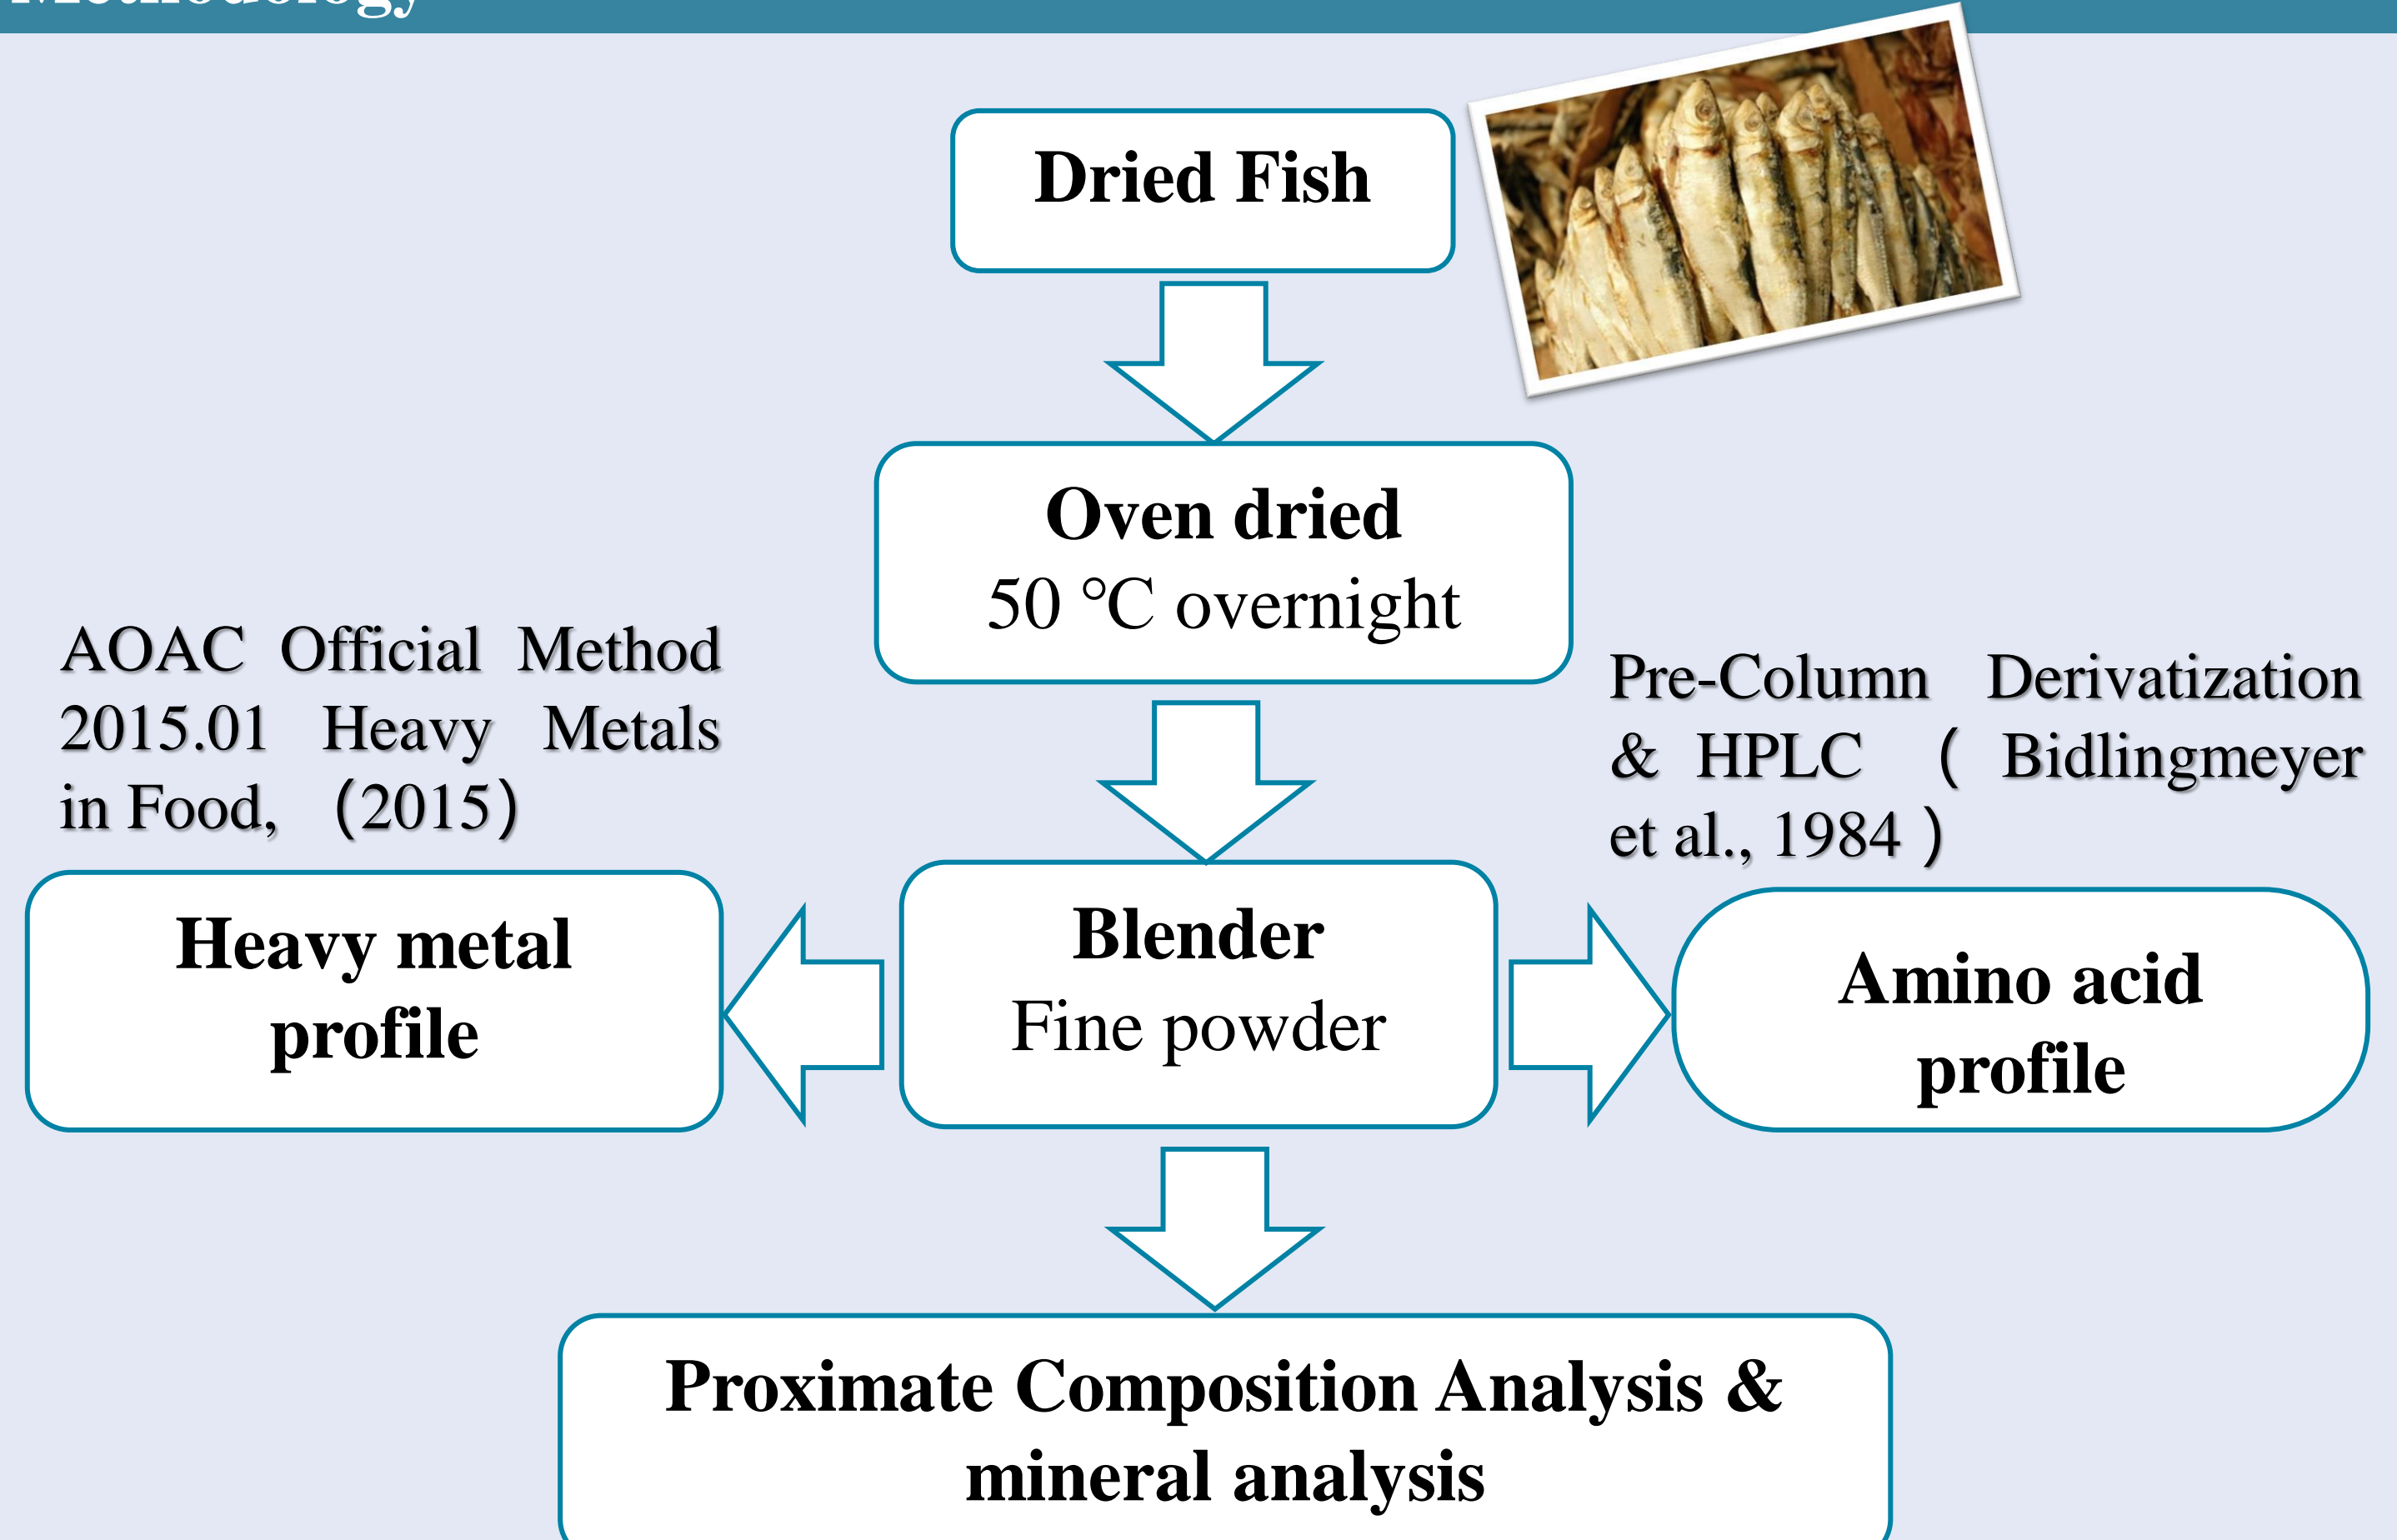 Methodology
Dried Fish
Oven dried
50 °C overnight
AOAC Official Method
2015.01 Heavy Metals
in Food, (2015)
Pre-Column Derivatization
& HPLC ( Bidlingmeyer
et al., 1984 )
Heavy metal
profile
Blender
Fine powder
Amino acid
profile
Proximate Composition Analysis &
mineral analysis